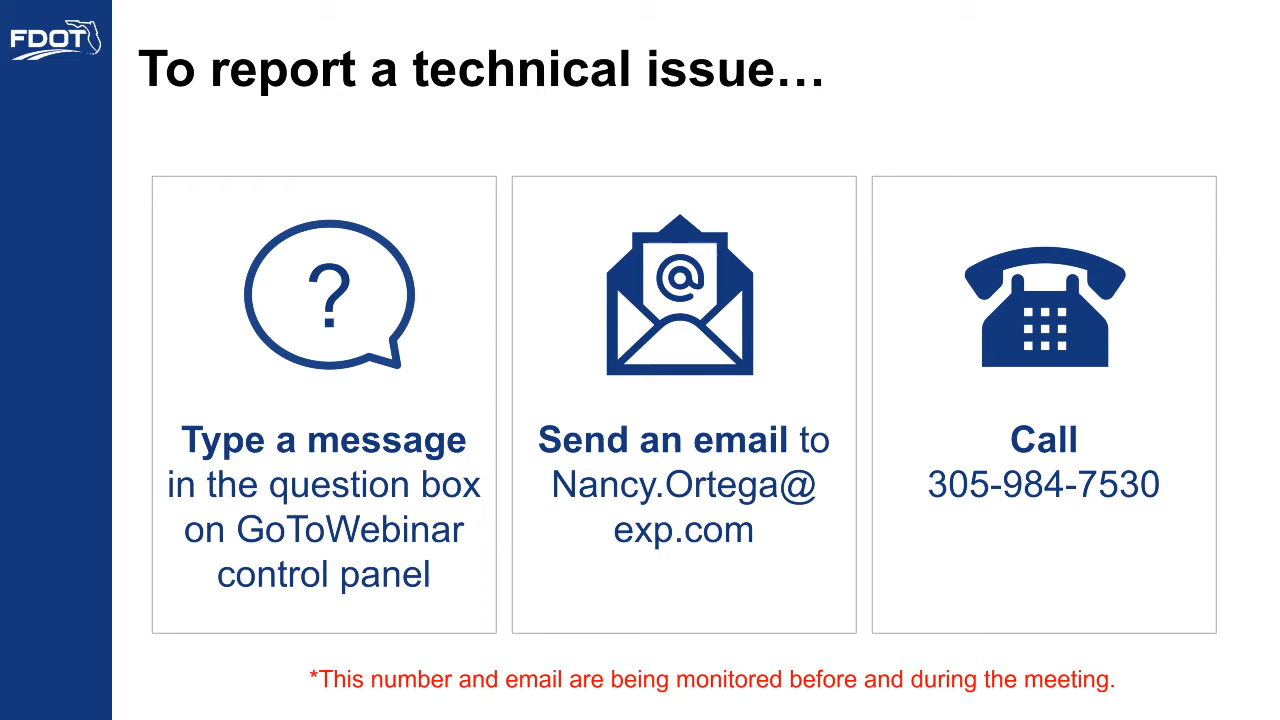 FDOT
To report a technical issue…
?
Type a message
in the question box
on GoToWebinar
control panel
@
Send an email to
Nancy.Ortega@
exp.com
Call
305-984-7530
*This number and email are being monitored before and during the meeting.